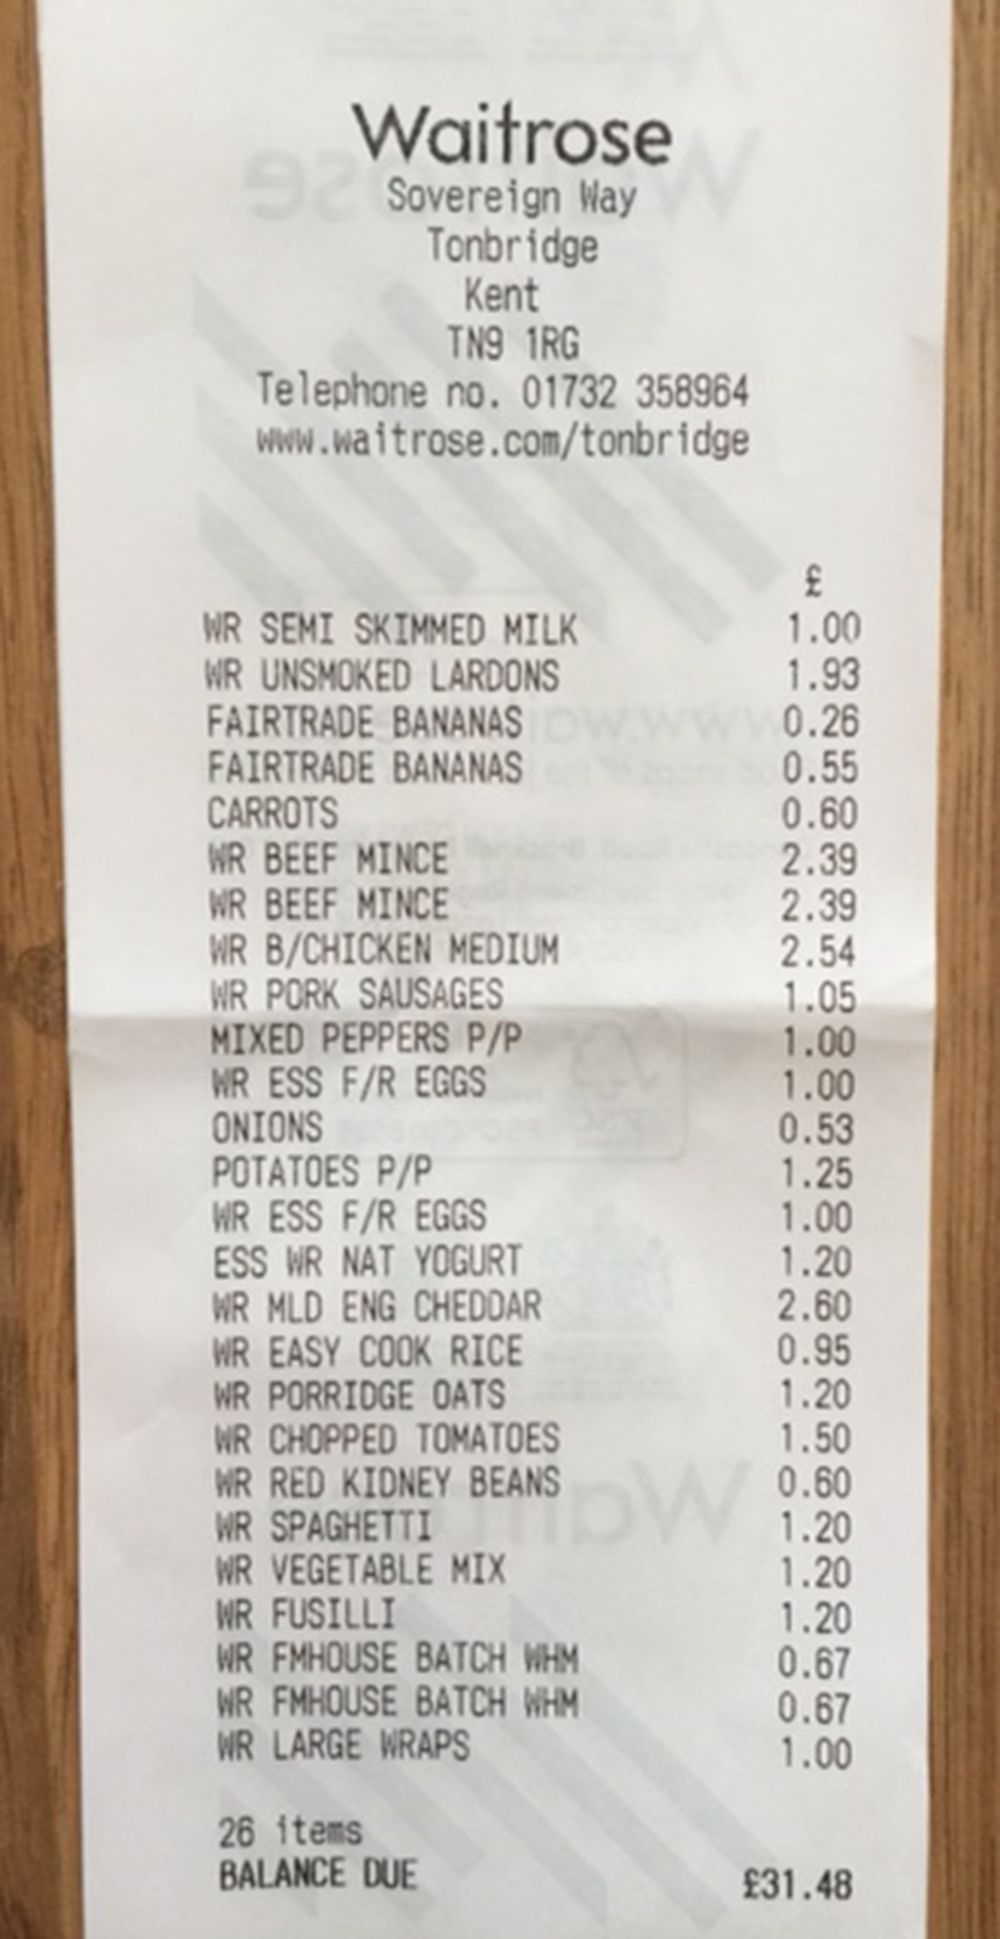 Waitrose
Sovereign Way
Tonbridge
Kent
TN9 1RG
Telephone no. 01732 358964
www.waitrose.com/tonbridge
£
WR SEMI SKIMMED MILK 1.00
WR UNSMOKED LARDONS 1.93
FAIRTRADE BANANAS 0.26
FAIRTRADE BANANAS 0.55
CARROTS 0.60
WR BEEF MINCE 2.39
WR BEEF MINCE 2.39
WR B/CHICKEN MEDIUM 2.54
WR PORK SAUSAGES 1.05
MIXED PEPPERS P/P 1.00
WR ESS F/R EGGS 1.00
ONIONS 0.53
POTATOES P/P 1.25
WR ESS F/R EGGS 1.00
ESS WR NAT YOGURT 1.20
WR MLD ENG CHEDDAR 2.60
WR EASY COOK RICE 0.95
WR PORRIDGE OATS 1.20
WR CHOPPED TOMATOES 1.50
WR RED KIDNEY BEANS 0.60
WR SPAGHETTI 1.20
WR VEGETABLE MIX 1.20
WR FUSILLI 1.20
WR FMHOUSE BATCH WHM 0.67
WR FMHOUSE BATCH WHM 0.67
WR LARGE WRAPS 1.00
26 items
BALANCE DUE £31.48